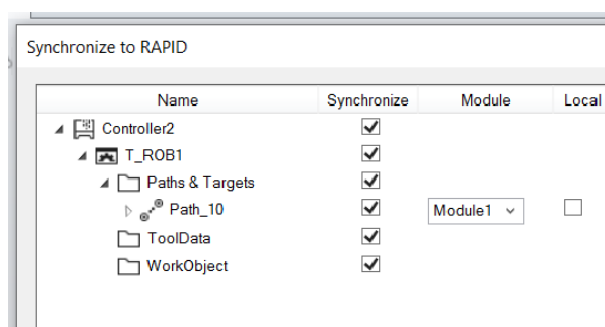 Synchronize to RAPID
Name Synchronize Module Local
Controller2
T_ROB1
Paths & Targets
Path_10 Module1
ToolData
WorkObject